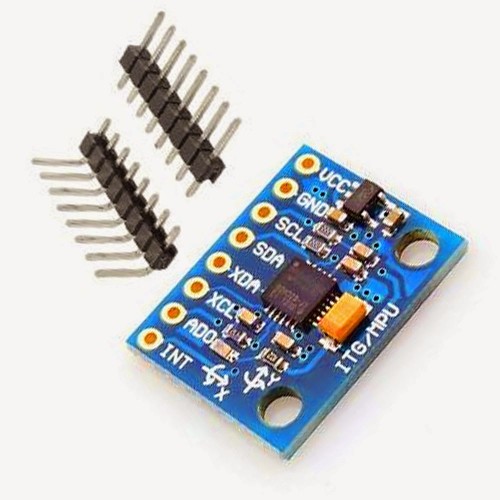 VCC
GND
SCL
SDA
XDA
XCL
ADO
INT
ITG/MPU
X
Y